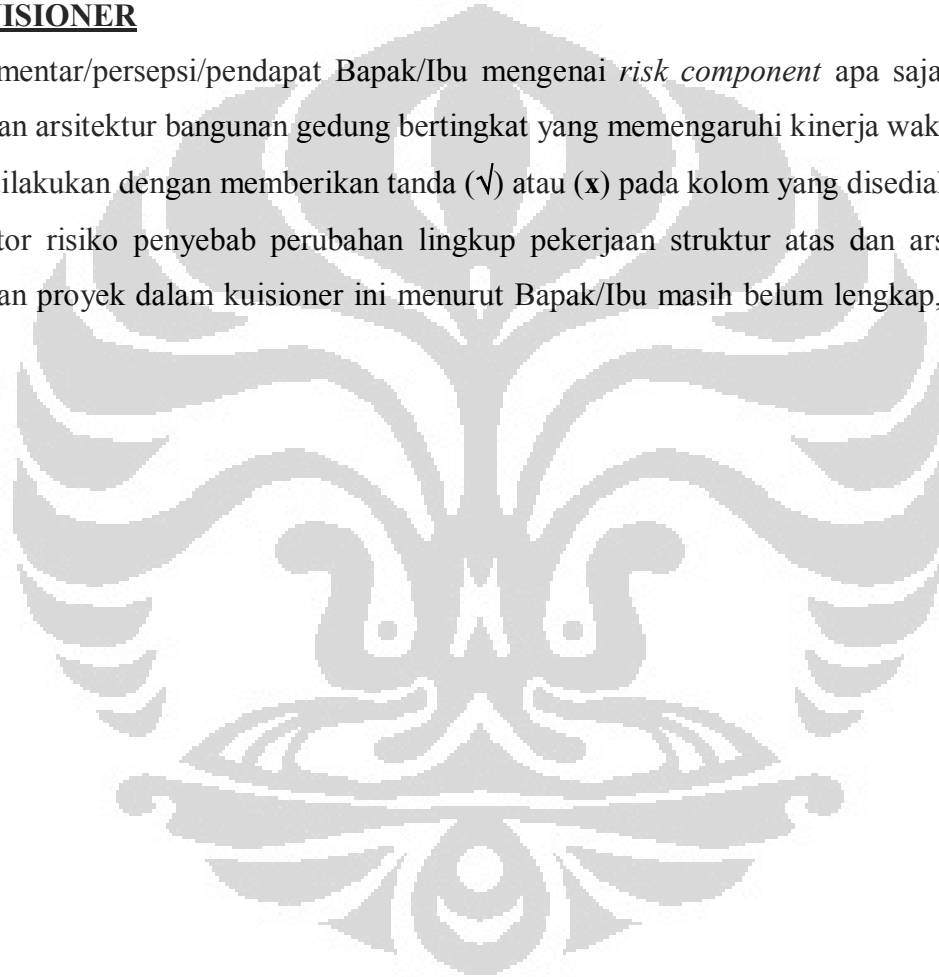 VISIONER
mentar/persepsi/pendapat Bapak/Ibu mengenai risk component apa saja
an arsitektur bangunan gedung bertingkat yang memengaruhi kinerja wak
ilakukan dengan memberikan tanda (√) atau (x) pada kolom yang disedia
tor risiko penyebab perubahan lingkup pekerjaan struktur atas dan ars
an proyek dalam kuisioner ini menurut Bapak/Ibu masih belum lengkap,